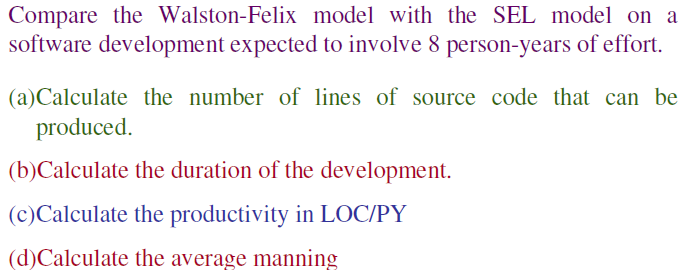 Compare the Walston-Felix model with the SEL model on a
software development expected to involve 8 person-years of effort.
(a)Calculate the number of lines of source code that can be
produced.
(b)Calculate the duration of the development.
(c)Calculate the productivity in LOC/PY
(d)Calculate the average manning